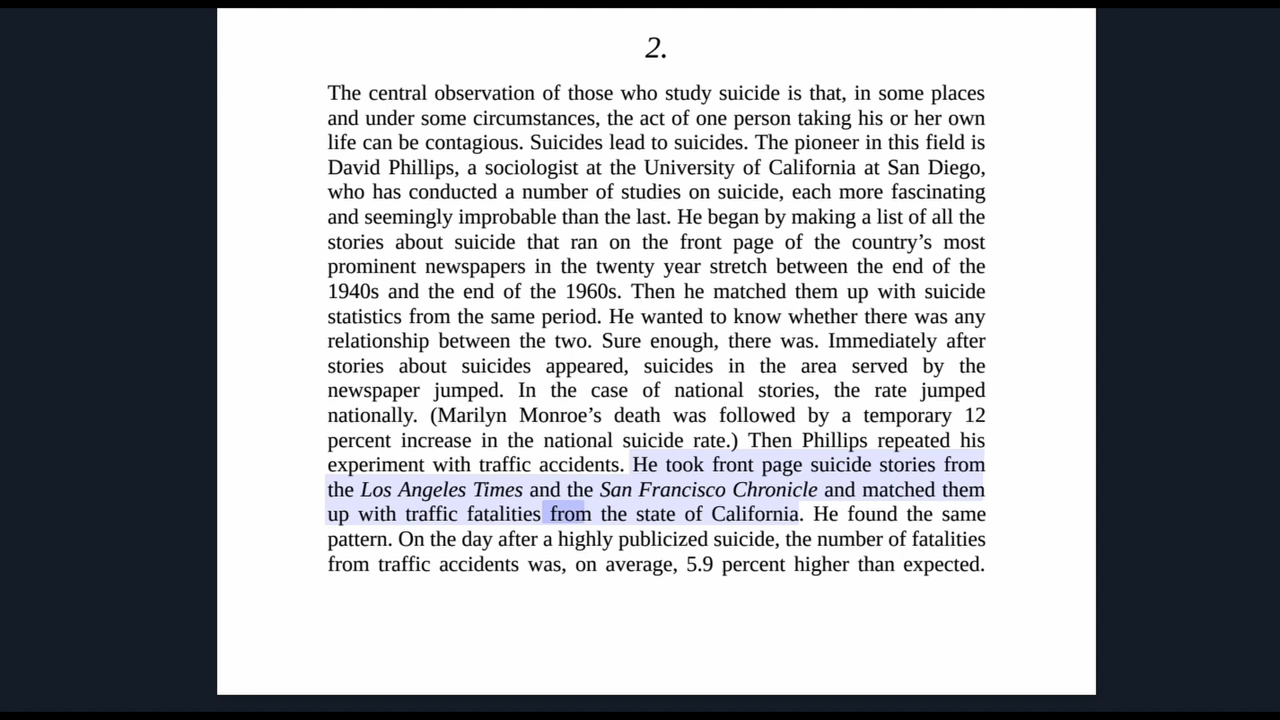 2.
The central observation of those who study suicide is that, in some places
and under some circumstances, the act of one person taking his or her own
life can be contagious. Suicides lead to suicides. The pioneer in this field is
David Phillips, a sociologist at the University of California at San Diego,
who has conducted a number of studies on suicide, each more fascinating
and seemingly improbable than the last. He began by making a list of all the
stories about suicide that ran on the front page of the country’s most
prominent newspapers in the twenty year stretch between the end of the
1940s and the end of the 1960s. Then he matched them up with suicide
statistics from the same period. He wanted to know whether there was any
relationship between the two. Sure enough, there was. Immediately after
stories about suicides appeared, suicides in the area served by the
newspaper jumped. In the case of national stories, the rate jumped
nationally. (Marilyn Monroe’s death was followed by a temporary 12
percent increase in the national suicide rate.) Then Phillips repeated his
experiment with traffic accidents. He took front page suicide stories from
the Los Angeles Times and the San Francisco Chronicle and matched them
up with traffic fatalities from the state of California. He found the same
pattern. On the day after a highly publicized suicide, the number of fatalities
from traffic accidents was, on average, 5.9 percent higher than expected.